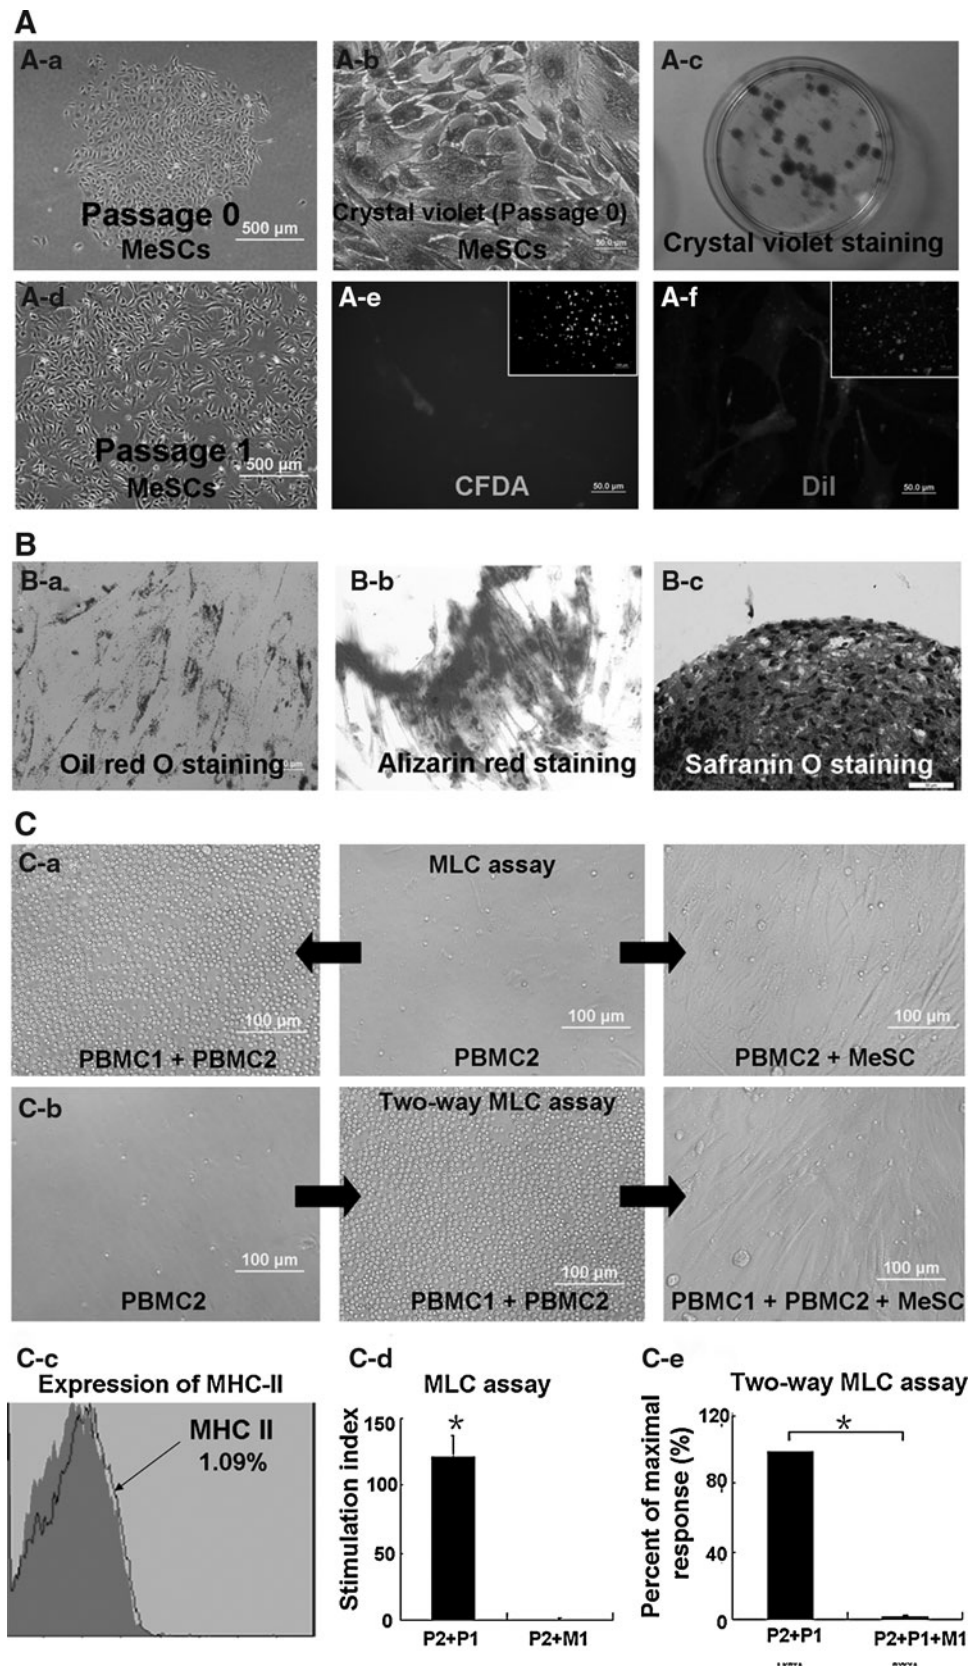 A
A-a
Passage 0
MeSCs
500 µm
A-b
Crystal violet (Passage 0)
MeSCs
50.0 µm
A-c
Crystal violet staining
A-d
Passage 1
MeSCs
500 µm
A-e
CFDA
50.0 µm
A-f
DiI
50.0 µm
B
B-a
Oil red O staining
B-b
Alizarin red staining
B-c
Safranin O staining
C
C-a
100 µm
PBMC1 + PBMC2
MLC assay
100 µm
PBMC2
100 µm
PBMC2 + MeSC
C-b
100 µm
PBMC2
Two-way MLC assay
100 µm
PBMC1 + PBMC2
100 µm
PBMC1 + PBMC2 + MeSC
C-c
Expression of MHC-II
MHC II
1.09%
C-d
MLC assay
Stimulation index
150
100
50
0
*
P2+P1
P2+M1
C-e
Two-way MLC assay
Percent of maximal
response (%)
120
80
40
0
*
P2+P1
P2+P1+M1